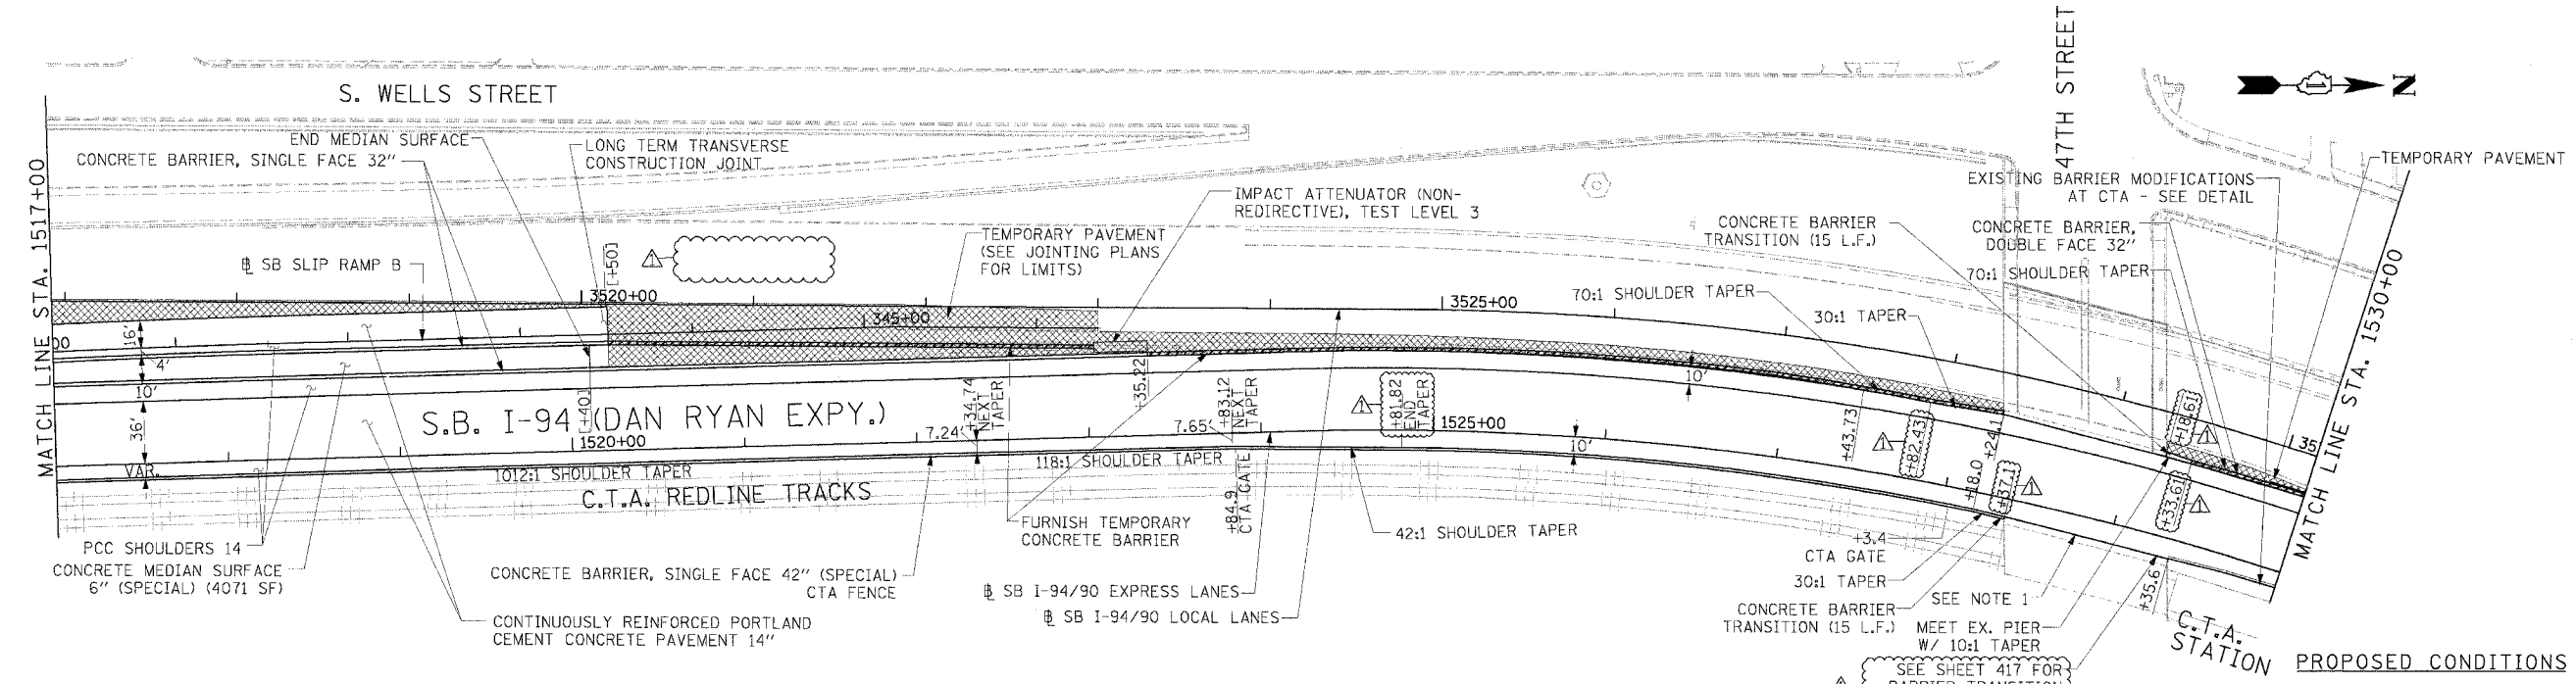 S. WELLS STREET
47TH STREET
N
MATCH LINE STA. 1517+00
END MEDIAN SURFACE
CONCRETE BARRIER, SINGLE FACE 32"
LONG TERM TRANSVERSE
CONSTRUCTION JOINT
IMPACT ATTENUATOR (NON-
REDIRECTIVE), TEST LEVEL 3
TEMPORARY PAVEMENT
(SEE JOINTING PLANS
FOR LIMITS)
CONCRETE BARRIER
TRANSITION (15 L.F.)
EXISTING BARRIER MODIFICATIONS
AT CTA - SEE DETAIL
CONCRETE BARRIER,
DOUBLE FACE 32"
70:1 SHOULDER TAPER
TEMPORARY PAVEMENT
MATCH LINE STA. 1530+00
℄ SB SLIP RAMP B
[+50]
1
3520+00
345+00
3525+00
70:1 SHOULDER TAPER
30:1 TAPER
35
00
16'
4'
10'
36'
VAR.
[+40]
S.B. I-94 (DAN RYAN EXPY.)
1520+00
1525+00
7.24'
+34.74
NEXT
TAPER
+35.22
7.65'
+83.12
NEXT
TAPER
1
+81.82
END
TAPER
10'
10'
+43.73
1
+82.43
+24.1
+18.0
+37.1
1
+18.61
1
+33.61
1
1012:1 SHOULDER TAPER
118:1 SHOULDER TAPER
C.T.A. REDLINE TRACKS
+84.9
CTA GATE
42:1 SHOULDER TAPER
+3.4
CTA GATE
30:1 TAPER
PCC SHOULDERS 14
CONCRETE MEDIAN SURFACE
6" (SPECIAL) (4071 SF)
CONTINUOUSLY REINFORCED PORTLAND
CEMENT CONCRETE PAVEMENT 14"
CONCRETE BARRIER, SINGLE FACE 42" (SPECIAL)
CTA FENCE
FURNISH TEMPORARY
CONCRETE BARRIER
℄ SB I-94/90 EXPRESS LANES
℄ SB I-94/90 LOCAL LANES
CONCRETE BARRIER
TRANSITION (15 L.F.)
SEE NOTE 1
MEET EX. PIER
W/ 10:1 TAPER
+35.6
C.T.A.
STATION
SEE SHEET 417 FOR
BARRIER TRANSITION
PROPOSED CONDITIONS